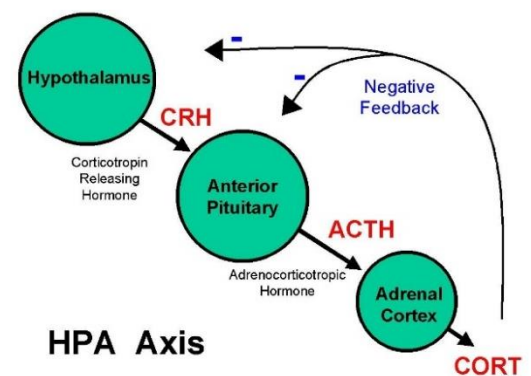 Hypothalamus
-
-
Negative
Feedback
CRH
Corticotropin
Releasing
Hormone
Anterior
Pituitary
ACTH
Adrenocorticotropic
Hormone
Adrenal
Cortex
HPA Axis
CORT